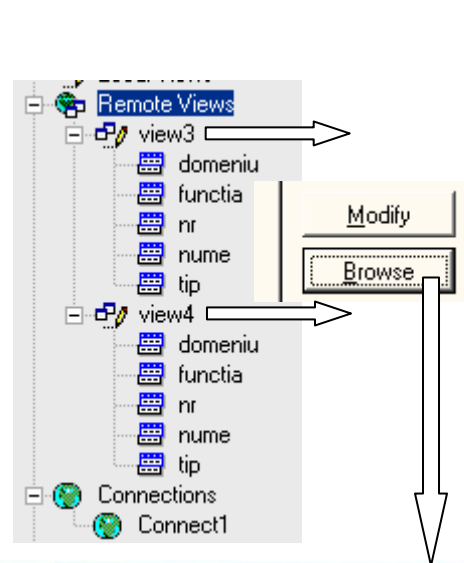 Remote Views
view3
domeniu
functia
nr
nume
tip
Modify
Browse
view4
domeniu
functia
nr
nume
tip
Connections
Connect1